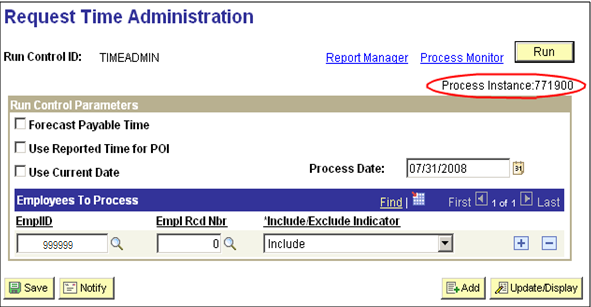 Request Time Administration
Run Control ID: TIMEADMIN Report Manager Process Monitor Run
Process Instance:771900
Run Control Parameters
Forecast Payable Time
Use Reported Time for POI
Use Current Date Process Date: 07/31/2008 31
Employees To Process Find | First 1 of 1 Last
EmplID Empl Rcd Nbr *Include/Exclude Indicator
999999 0 Include
Save Notify Add Update/Display